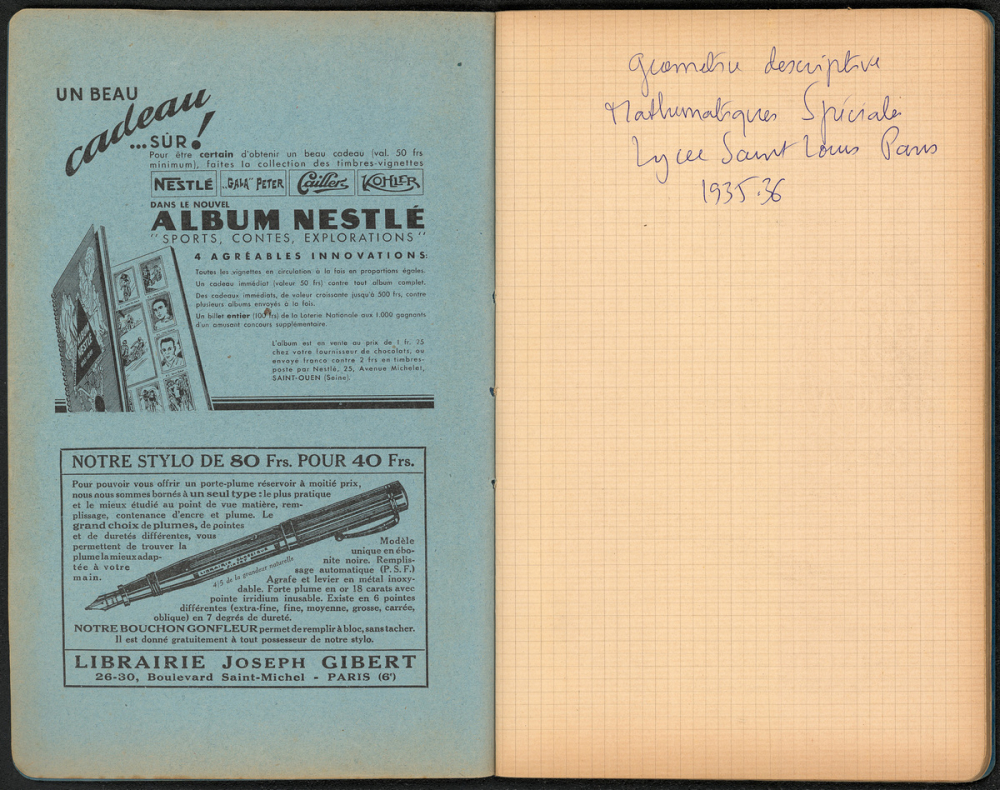 UN BEAU
cadeau
...SÛR!
Pour être certain d'obtenir un beau cadeau (val. 50 frs
minimum), faites la collection des timbres-vignettes
NESTLÉ "GALA" PETER Cailler KOHLER
DANS LE NOUVEL
ALBUM NESTLÉ
"SPORTS, CONTES, EXPLORATIONS"
4 AGRÉABLES INNOVATIONS:
Toutes les vignettes en circulation à la fois en proportions égales.
Un cadeau immédiat (valeur 50 frs) contre tout album complet.
Des cadeaux immédiats, de valeur croissante jusqu'à 500 frs, contre
plusieurs albums envoyés à la fois.
Un billet entier (100 frs) de la Loterie Nationale aux 1.000 gagnants
d'un amusant concours supplémentaire.
L'album est en vente au prix de 1 fr. 25
chez votre fournisseur de chocolats, ou
envoyé franco contre 2 frs en timbres-
poste par Nestlé, 25, Avenue Michelet,
SAINT-OUEN (Seine).
NOTRE STYLO DE 80 Frs. POUR 40 Frs.
Pour pouvoir vous offrir un porte-plume réservoir à moitié prix,
nous nous sommes bornés à un seul type : le plus pratique
et le mieux étudié au point de vue matière, rem-
plissage, contenance d'encre et plume. Le
grand choix de plumes, de pointes
et de duretés différentes, vous
permettent de trouver la
plume la mieux adap-
tée à votre
main.
4/5 de la grandeur naturelle
Modèle
unique en ébo-
nite noire. Remplis-
sage automatique (P.S.F.)
Agrafe et levier en métal inoxy-
dable. Forte plume en or 18 carats avec
pointe irridium inusable. Existe en 6 pointes
différentes (extra-fine, fine, moyenne, grosse, carrée,
oblique) en 7 degrés de dureté.
NOTRE BOUCHON GONFLEUR permet de remplir à bloc, sans tacher.
Il est donné gratuitement à tout possesseur de notre stylo.
LIBRAIRIE JOSEPH GIBERT
26-30, Boulevard Saint-Michel - PARIS (6ᵉ)
Geometrie descriptive
Mathematiques Spéciales
Lycee Saint Louis Paris
1935-36